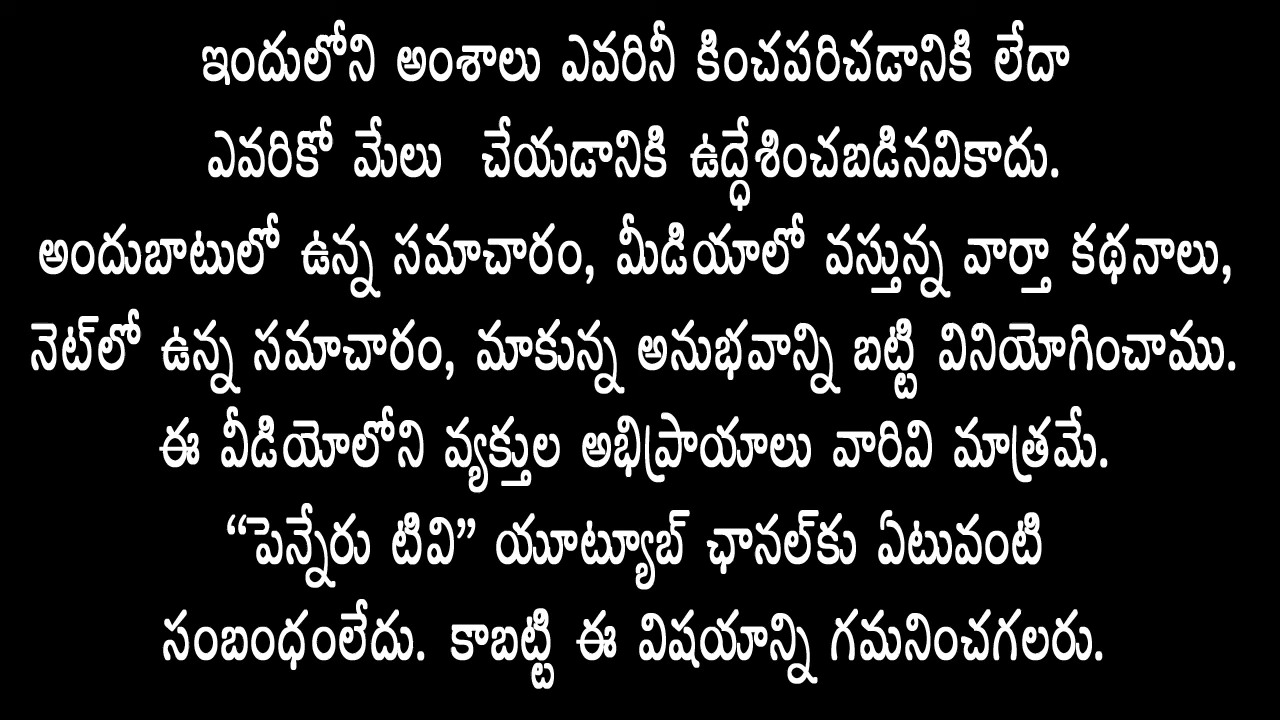 ఇందులోని అంశాలు ఎవరినీ కించపరిచడానికి లేదా
ఎవరికో మేలు చేయడానికి ఉద్ధేశించబడినవికాదు.
అందుబాటులో ఉన్న సమాచారం, మీడియాలో వస్తున్న వార్తా కథనాలు,
నెట్‌లో ఉన్న సమాచారం, మాకున్న అనుభవాన్ని బట్టి వినియోగించాము.
ఈ వీడియోలోని వ్యక్తుల అభిప్రాయాలు వారివి మాత్రమే.
“పెన్నేరు టివి” యూట్యూబ్ ఛానల్‌కు ఏటువంటి
సంబంధంలేదు. కాబట్టి ఈ విషయాన్ని గమనించగలరు.